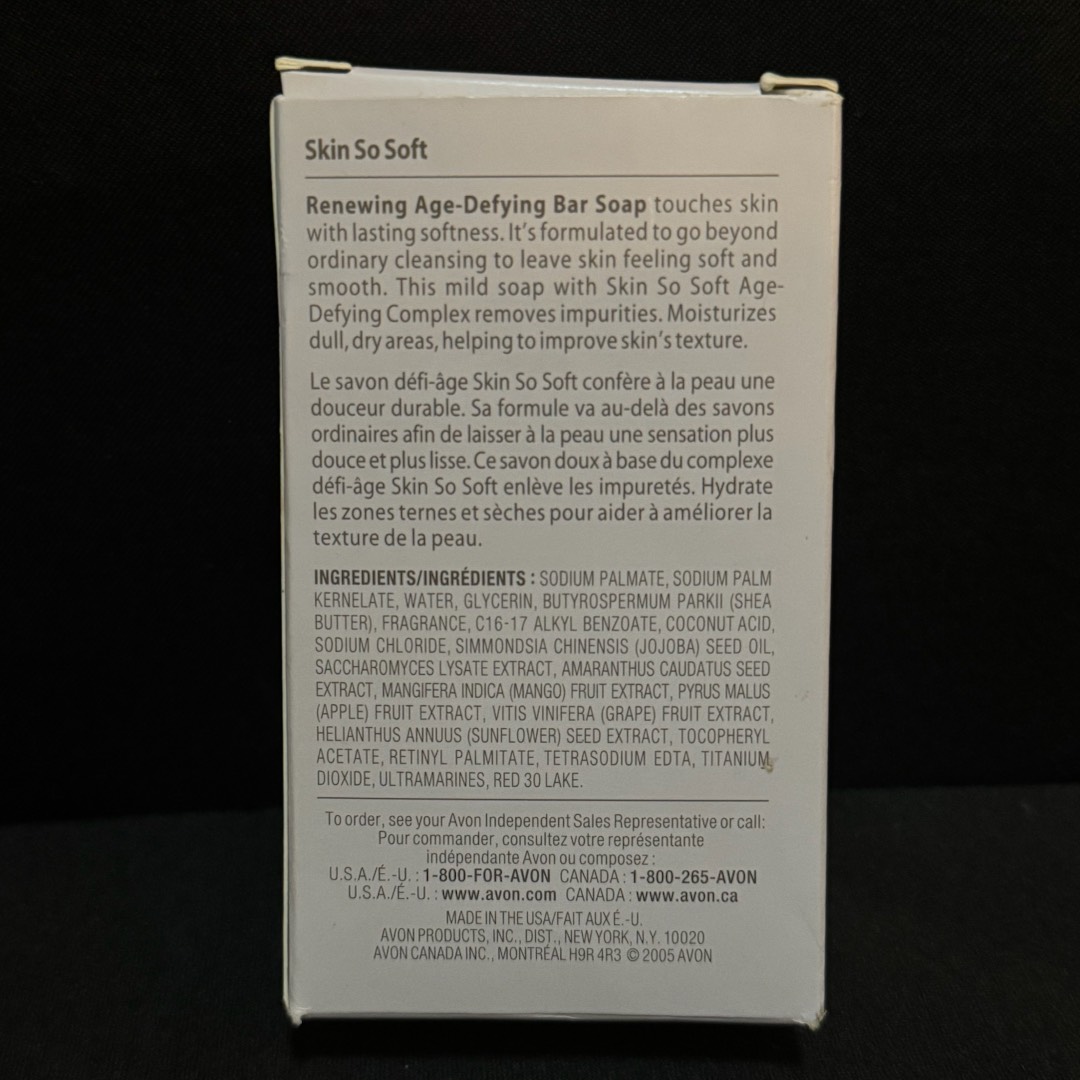 Skin So Soft
Renewing Age-Defying Bar Soap touches skin
with lasting softness. It's formulated to go beyond
ordinary cleansing to leave skin feeling soft and
smooth. This mild soap with Skin So Soft Age-
Defying Complex removes impurities. Moisturizes
dull, dry areas, helping to improve skin's texture.
Le savon défi-âge Skin So Soft confère à la peau une
douceur durable. Sa formule va au-delà des savons
ordinaires afin de laisser à la peau une sensation plus
douce et plus lisse. Ce savon doux à base du complexe
défi-âge Skin So Soft enlève les impuretés. Hydrate
les zones ternes et sèches pour aider à améliorer la
texture de la peau.
INGREDIENTS/INGRÉDIENTS : SODIUM PALMATE, SODIUM PALM
KERNELATE, WATER, GLYCERIN, BUTYROSPERMUM PARKII (SHEA
BUTTER), FRAGRANCE, C16-17 ALKYL BENZOATE, COCONUT ACID,
SODIUM CHLORIDE, SIMMONDSIA CHINENSIS (JOJOBA) SEED OIL,
SACCHAROMYCES LYSATE EXTRACT, AMARANTHUS CAUDATUS SEED
EXTRACT, MANGIFERA INDICA (MANGO) FRUIT EXTRACT, PYRUS MALUS
(APPLE) FRUIT EXTRACT, VITIS VINIFERA (GRAPE) FRUIT EXTRACT,
HELIANTHUS ANNUUS (SUNFLOWER) SEED EXTRACT, TOCOPHERYL
ACETATE, RETINYL PALMITATE, TETRASODIUM EDTA, TITANIUM
DIOXIDE, ULTRAMARINES, RED 30 LAKE.
To order, see your Avon Independent Sales Representative or call:
Pour commander, consultez votre représentante
indépendante Avon ou composez :
U.S.A./É.-U. : 1-800-FOR-AVON CANADA : 1-800-265-AVON
U.S.A./É.-U. : www.avon.com CANADA : www.avon.ca
MADE IN THE USA/FAIT AUX É.-U.
AVON PRODUCTS, INC., DIST., NEW YORK, N.Y. 10020
AVON CANADA INC., MONTRÉAL H9R 4R3 © 2005 AVON